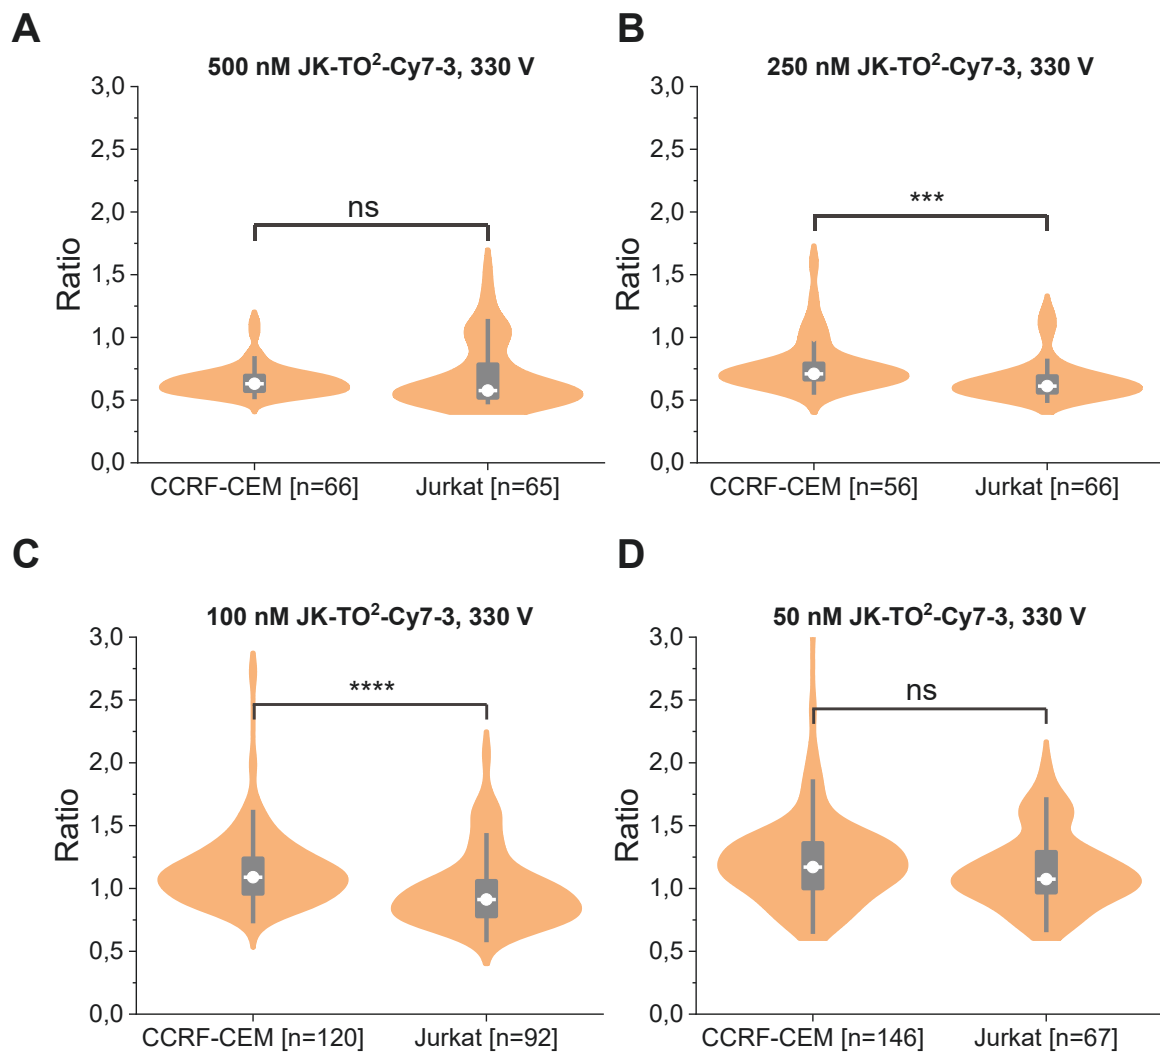 A
500 nM JK-TO²-Cy7-3, 330 V
3,0
2,5
2,0
1,5
1,0
0,5
0,0
Ratio
ns
CCRF-CEM [n=66] Jurkat [n=65]
B
250 nM JK-TO²-Cy7-3, 330 V
3,0
2,5
2,0
1,5
1,0
0,5
0,0
Ratio
***
CCRF-CEM [n=56] Jurkat [n=66]
C
100 nM JK-TO²-Cy7-3, 330 V
3,0
2,5
2,0
1,5
1,0
0,5
0,0
Ratio
****
CCRF-CEM [n=120] Jurkat [n=92]
D
50 nM JK-TO²-Cy7-3, 330 V
3,0
2,5
2,0
1,5
1,0
0,5
0,0
Ratio
ns
CCRF-CEM [n=146] Jurkat [n=67]